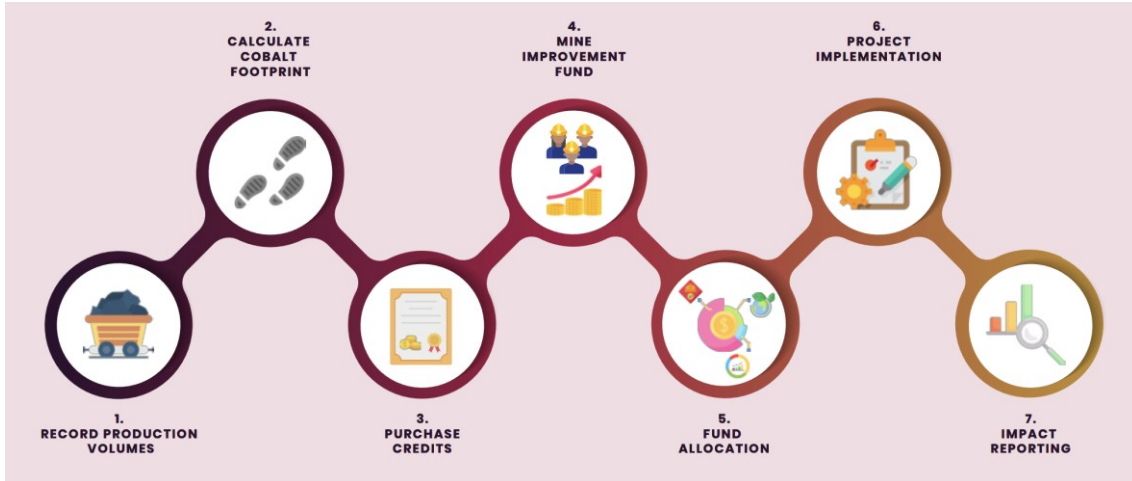 1.
RECORD PRODUCTION
VOLUMES
2.
CALCULATE
COBALT
FOOTPRINT
3.
PURCHASE
CREDITS
4.
MINE
IMPROVEMENT
FUND
5.
FUND
ALLOCATION
6.
PROJECT
IMPLEMENTATION
7.
IMPACT
REPORTING